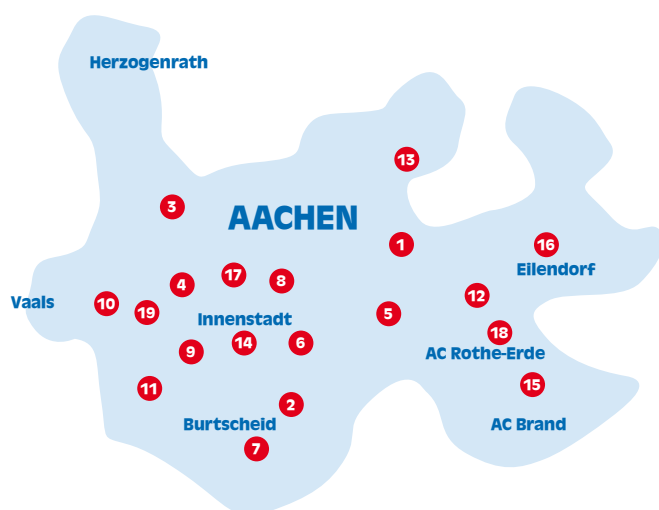 Herzogenrath
13
3
AACHEN
1
16
17
Eilendorf
8
4
12
Vaals
10
19
5
Innenstadt
18
14
6
9
AC Rothe-Erde
15
11
2
Burtscheid
AC Brand
7